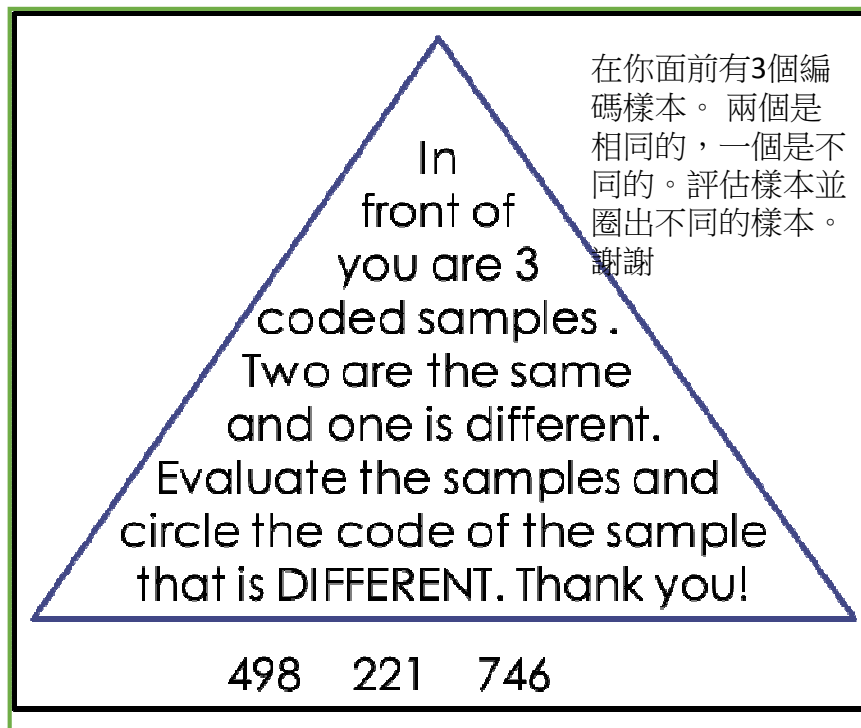 In
front of
you are 3
coded samples .
Two are the same
and one is different.
Evaluate the samples and
circle the code of the sample
that is DIFFERENT. Thank you!
在你面前有3個編
碼樣本。 兩個是
相同的，一個是不
同的。評估樣本並
圈出不同的樣本。
謝謝
498 221 746